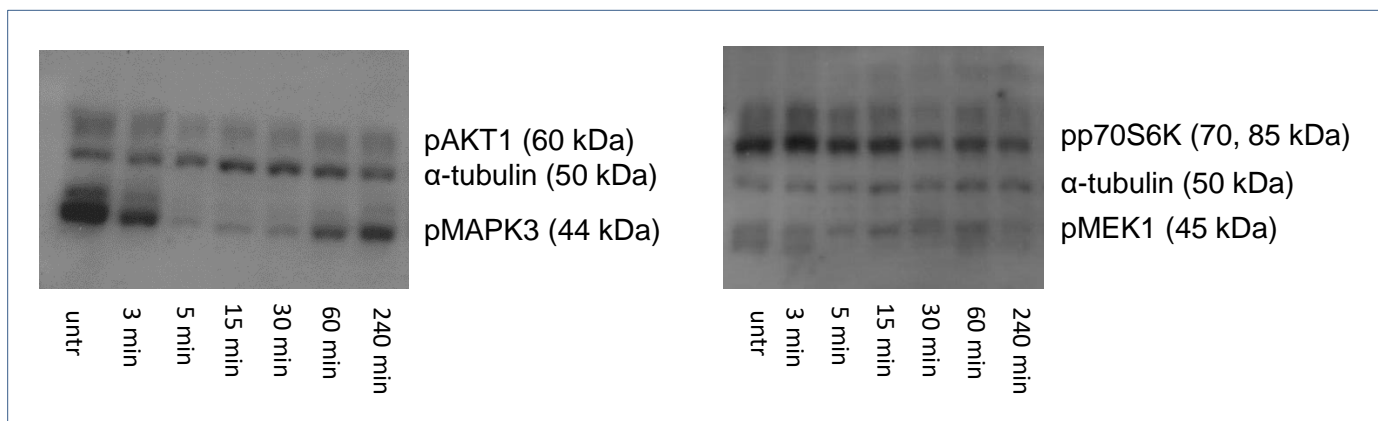 pAKT1 (60 kDa)
α-tubulin (50 kDa)
pMAPK3 (44 kDa)
untr
3 min
5 min
15 min
30 min
60 min
240 min
pp70S6K (70, 85 kDa)
α-tubulin (50 kDa)
pMEK1 (45 kDa)
untr
3 min
5 min
15 min
30 min
60 min
240 min